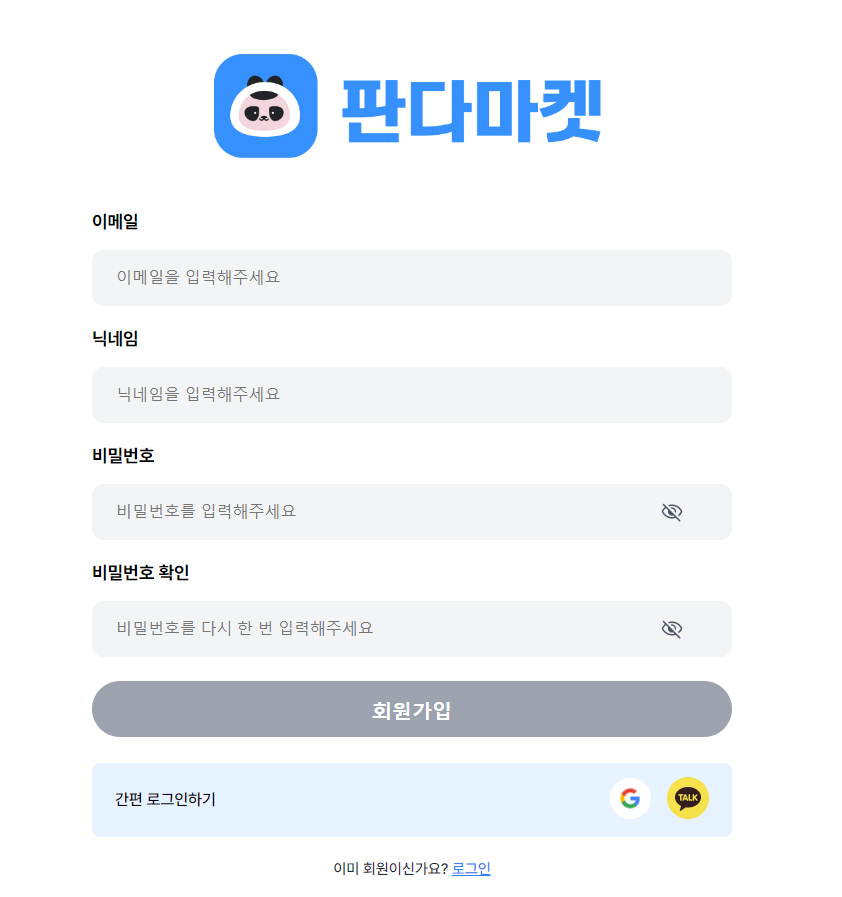 판다마켓
이메일
이메일을 입력해주세요
닉네임
닉네임을 입력해주세요
비밀번호
비밀번호를 입력해주세요
비밀번호 확인
비밀번호를 다시 한 번 입력해주세요
회원가입
간편 로그인하기
G
TALK
이미 회원이신가요? 로그인